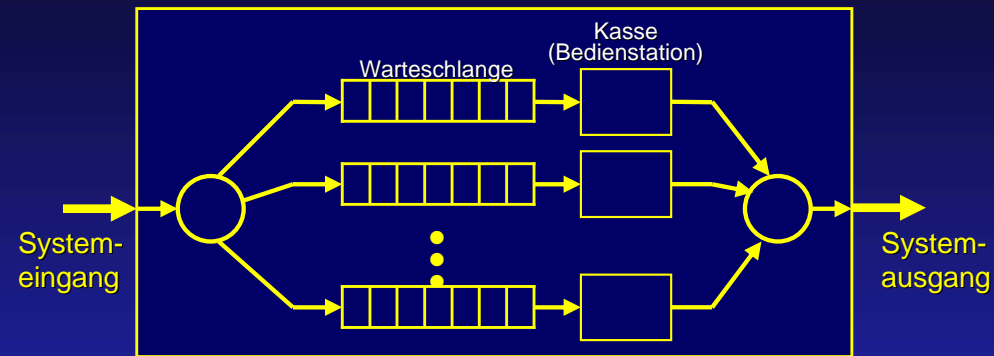 Kasse
(Bedienstation)
Warteschlange
System-
eingang
System-
ausgang